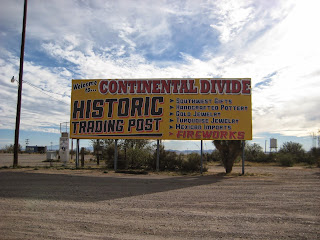 Welcome to... CONTINENTAL DIVIDE
HISTORIC
TRADING POST
SOUTHWEST GIFTS
HANDCRAFTED POTTERY
GOLD JEWELRY
TURQUOISE JEWELRY
MEXICAN IMPORTS
FIREWORKS